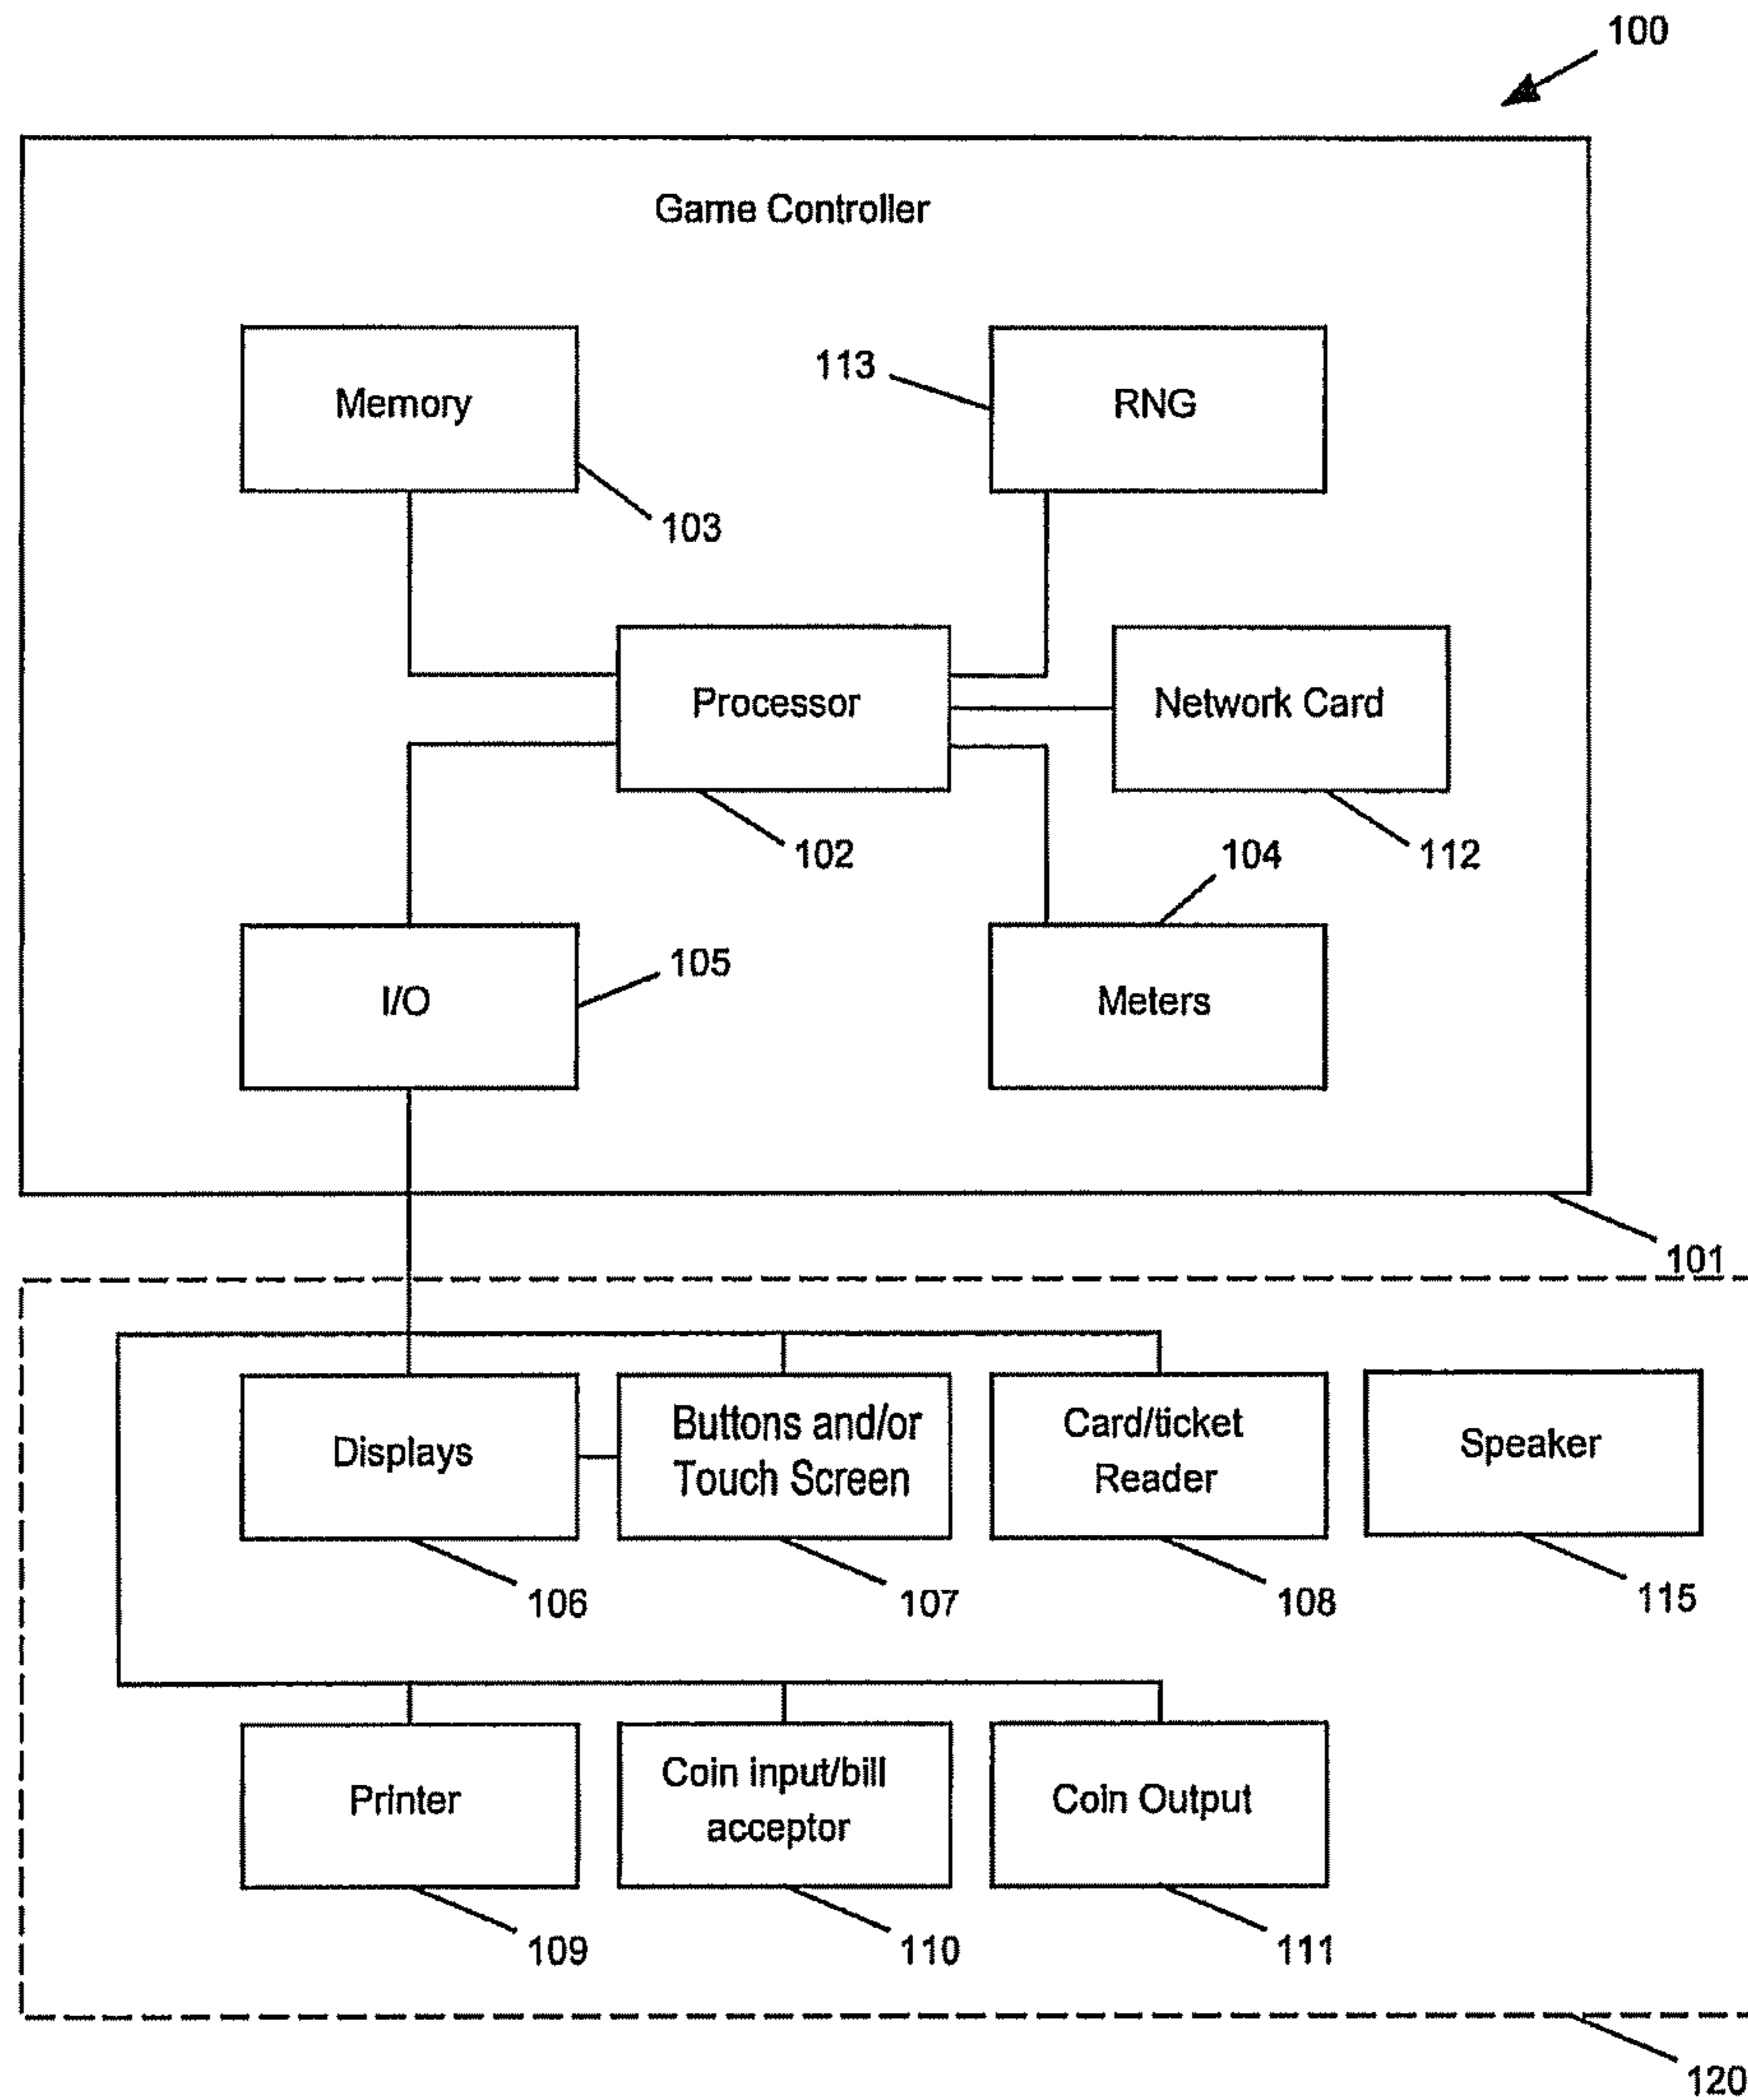 100
Game Controller
Memory
113
RNG
103
Processor
Network Card
102
104
112
I/O
105
Meters
101
Displays
Buttons and/or
Touch Screen
Card/ticket
Reader
Speaker
106
107
108
115
Printer
Coin input/bill
acceptor
Coin Output
109
110
111
120